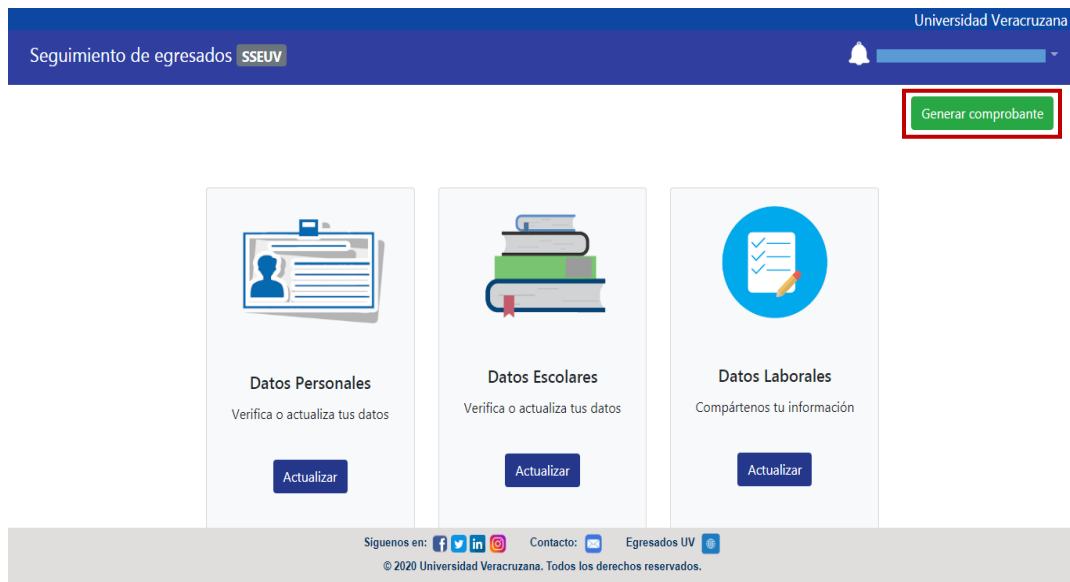 Universidad Veracruzana
Seguimiento de egresados SSEUV
Generar comprobante
Datos Personales
Verifica o actualiza tus datos
Actualizar
Datos Escolares
Verifica o actualiza tus datos
Actualizar
Datos Laborales
Compártenos tu información
Actualizar
Siguenos en: Contacto: Egresados UV
© 2020 Universidad Veracruzana. Todos los derechos reservados.